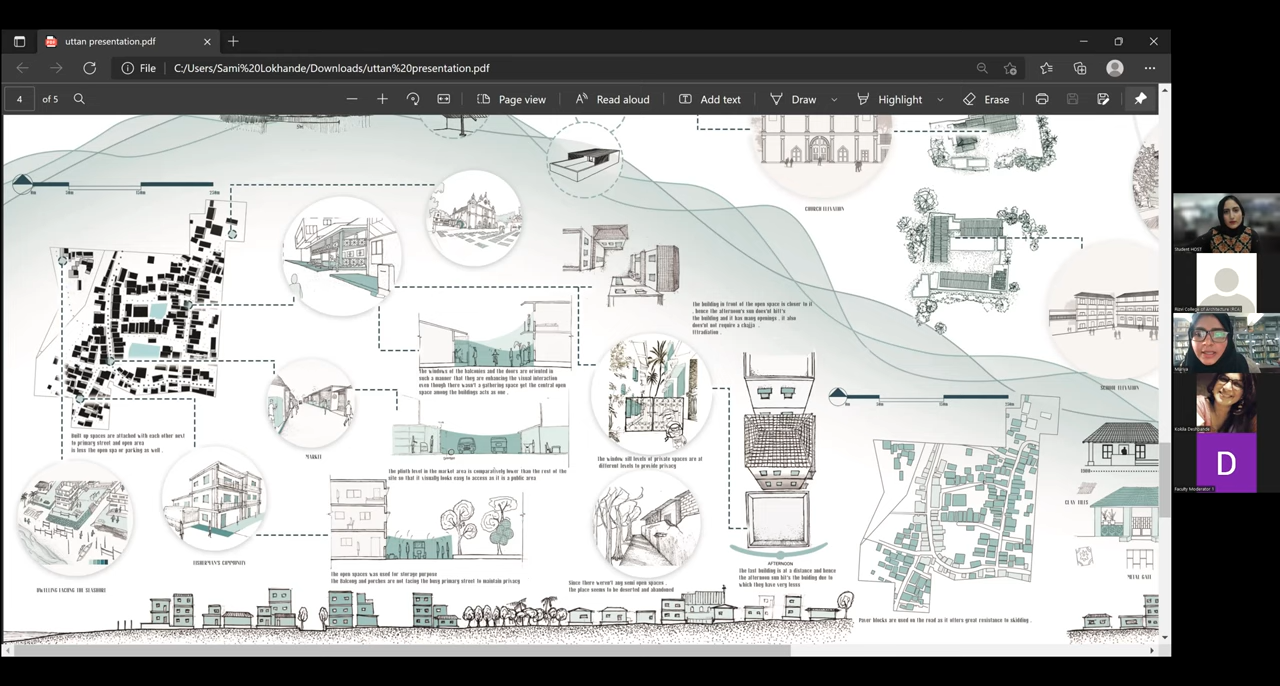 uttan presentation.pdf
File
C:/Users/Sami%20Lokhande/Downloads/uttan%20presentation.pdf
4 of 5
Page view
Read aloud
Add text
Draw
Highlight
Erase
CHURCH ELEVATION
The building in front of the open space is closer to it
, hence the afternoon's sun does'nt hit's
the building and it has many openings . it also
does'nt not require a chajja .
The windows of the balconies and the doors are oriented in
such a manner that they are enhancing the visual interaction
even though there wasn't a gathering space yet the central open
space among the buildings acts as one .
SCHOOL ELEVATION
Built up spaces are attached with each other next
to primary street and open area
MARKET
The plinth level in the market area is comparatively lower than the rest of the
site so that it visually looks easy to access as it is a public area
The window sill levels of private spaces are at
different levels to provide privacy
CLAY TILES
METAL GATE
AFTERNOON
The last building is at a distance and hence
the afternoon sun hit's the building due to
which they have very less
The open spaces was used for storage purpose
The Balcony and porches are not facing the busy primary street to maintain privacy
Since there weren't any semi open spaces ,
the place seems to be deserted and abandoned
FISHERMAN'S COMMUNITY
DWELLING FACING THE SEASHORE
Paver blocks are used on the road as it offers great resistance to skidding .
Student HOST
Rizvi College of Architecture (RCA)
Mariya
Kokila Deshpande
D
Faculty Moderator 1